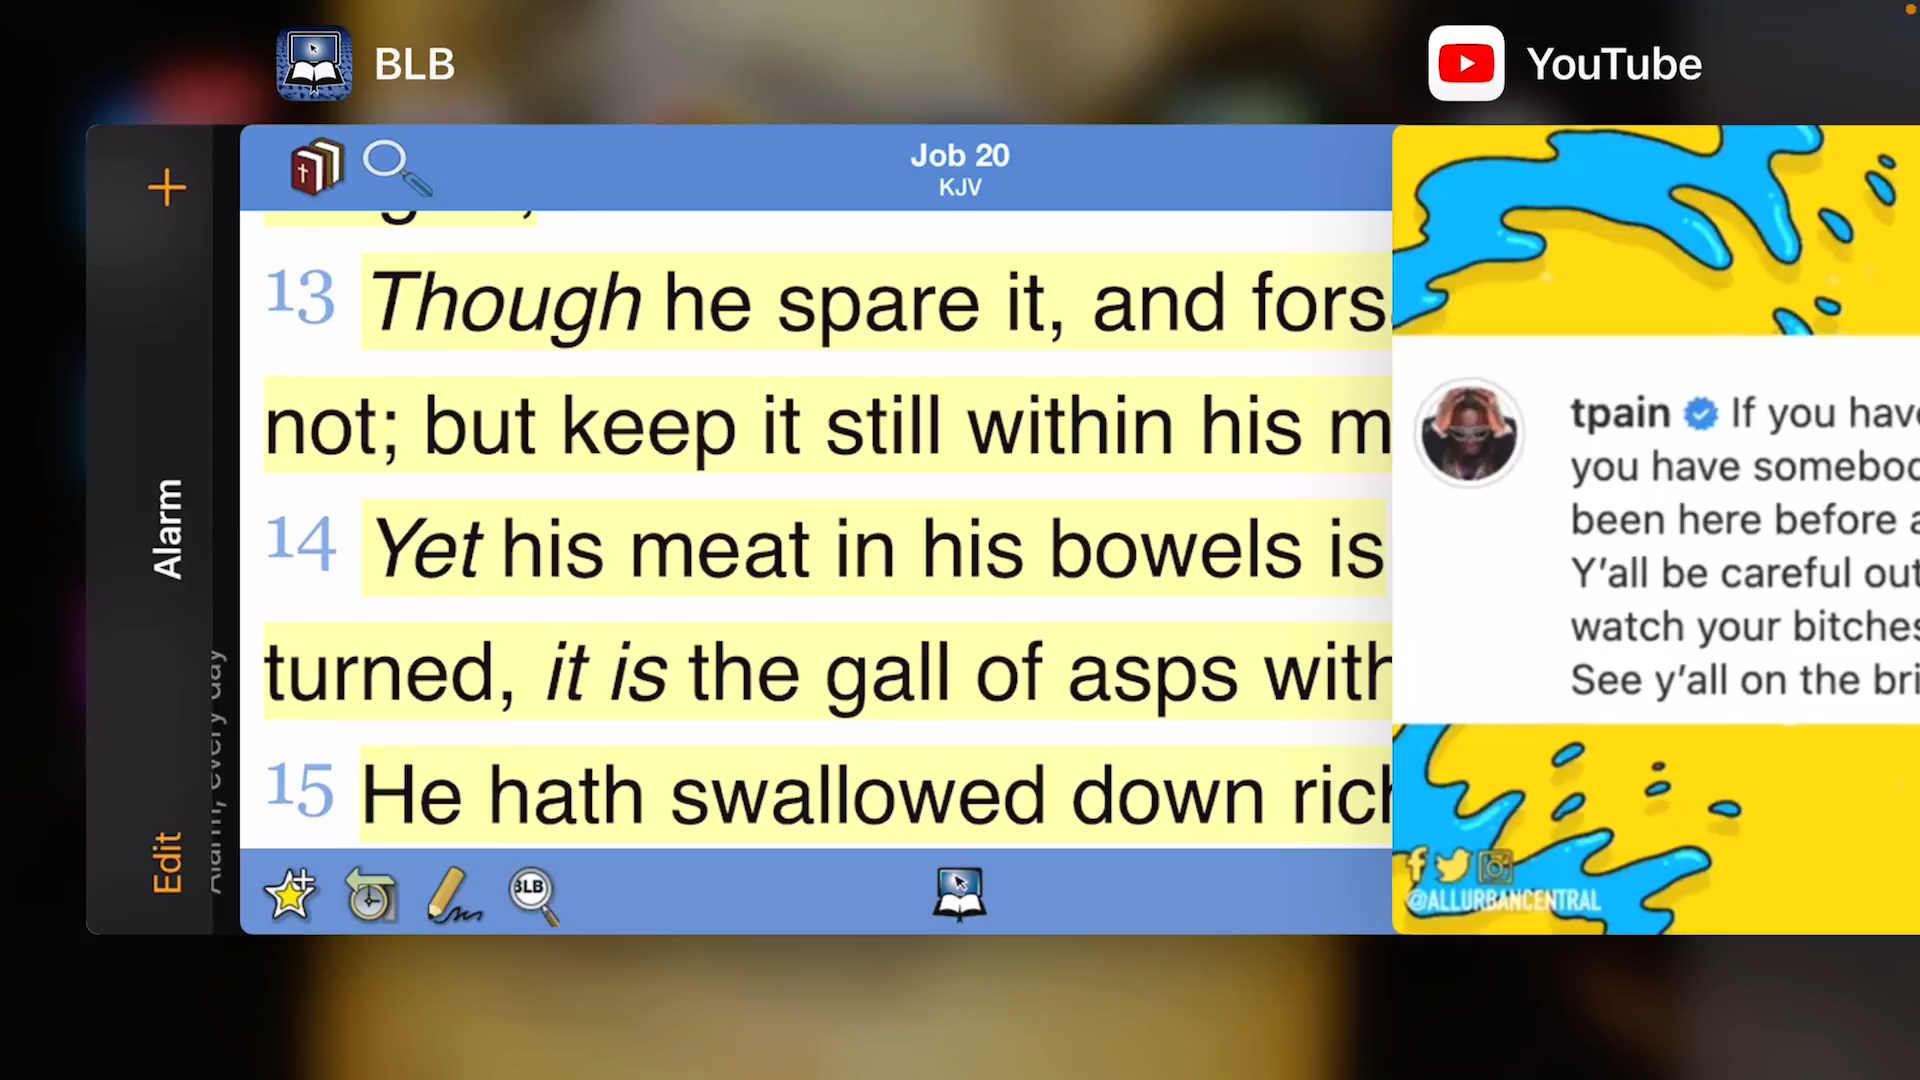 BLB
YouTube
Alarm
Edit
Alarm, every day
Job 20
KJV
13 Though he spare it, and fors
not; but keep it still within his m
14 Yet his meat in his bowels is
turned, it is the gall of asps with
15 He hath swallowed down rich
BLB
tpain If you have
you have somebod
been here before a
Y'all be careful out
watch your bitches
See y'all on the bri
@ALLURBANCENTRAL